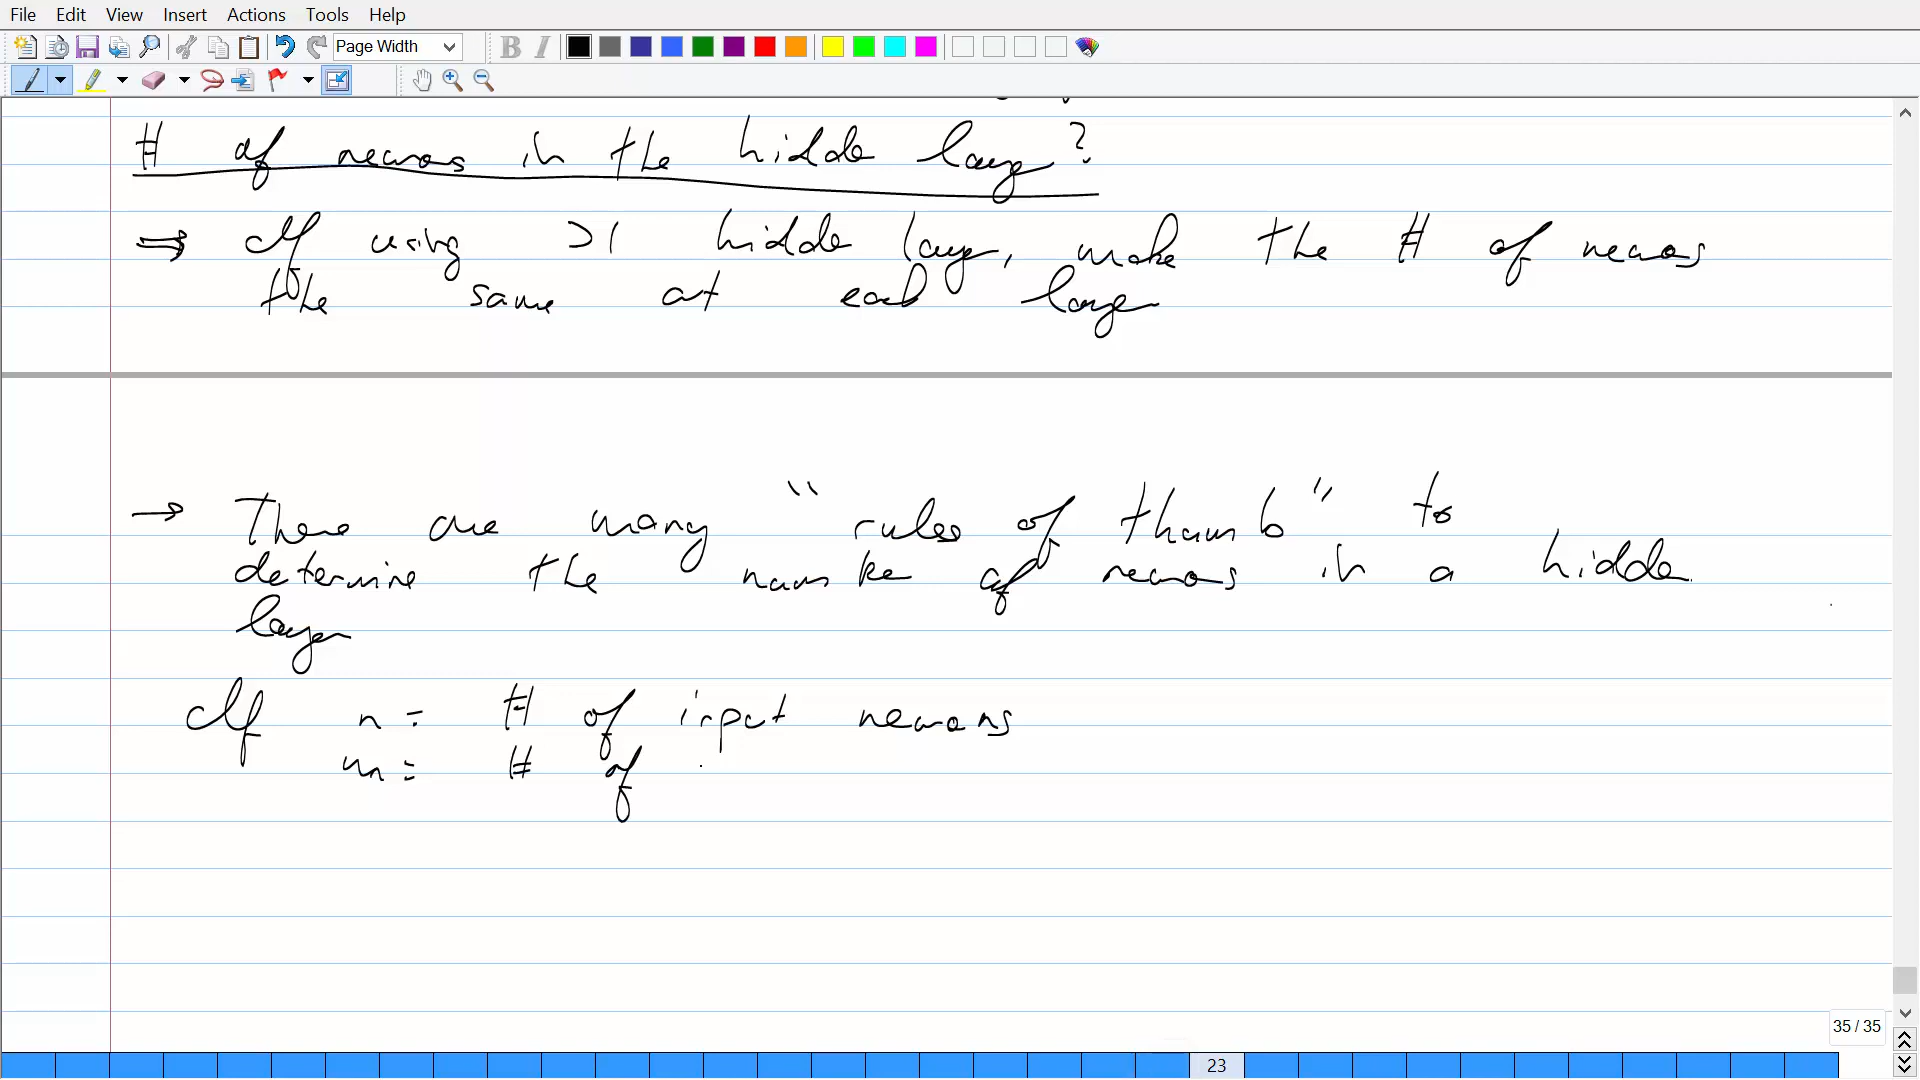 File Edit View Insert Actions Tools Help
Page Width B I
# of neurons in the hidden layer?
⇒ If using >1 hidden layer, make the # of neurons
the same at each layer
→ There are many "rules of thumb" to
determine the number of neurons in a hidden
layer
If n = # of input neurons
m = # of
35 / 35
23